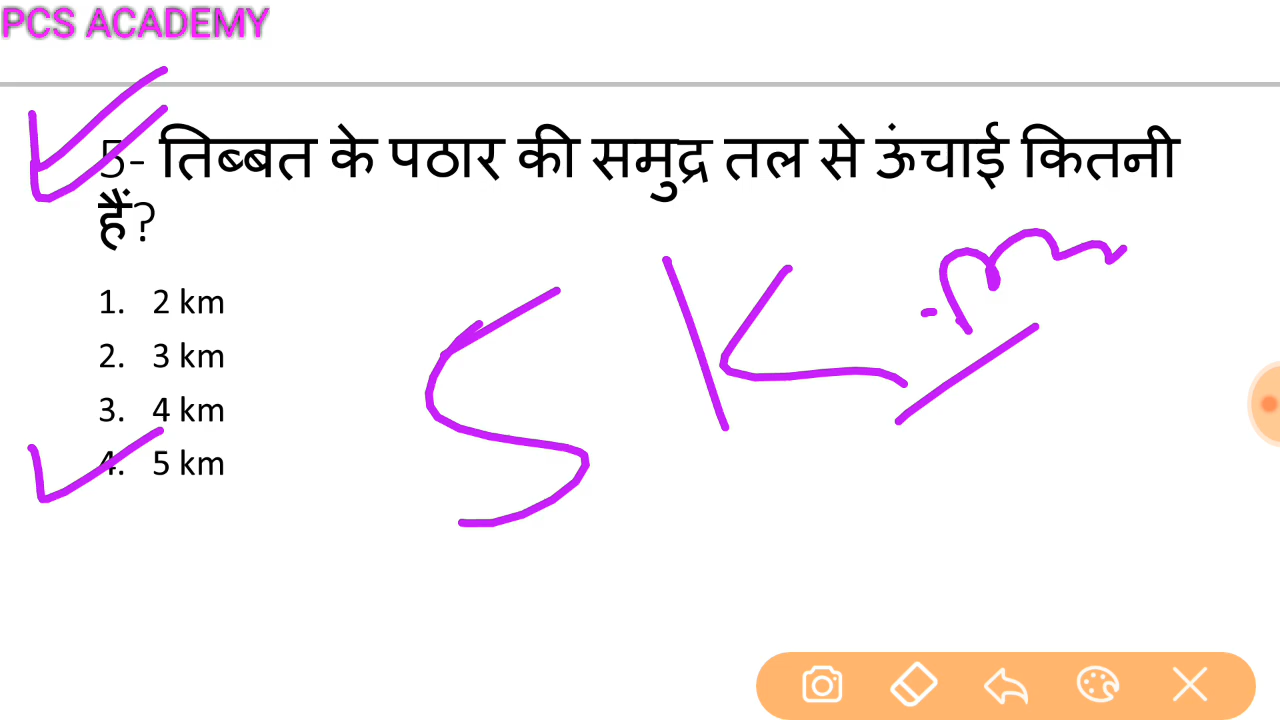 PCS ACADEMY
5- तिब्बत के पठार की समुद्र तल से ऊंचाई कितनी
हैं?
1. 2 km
2. 3 km
3. 4 km
4. 5 km
5 Km